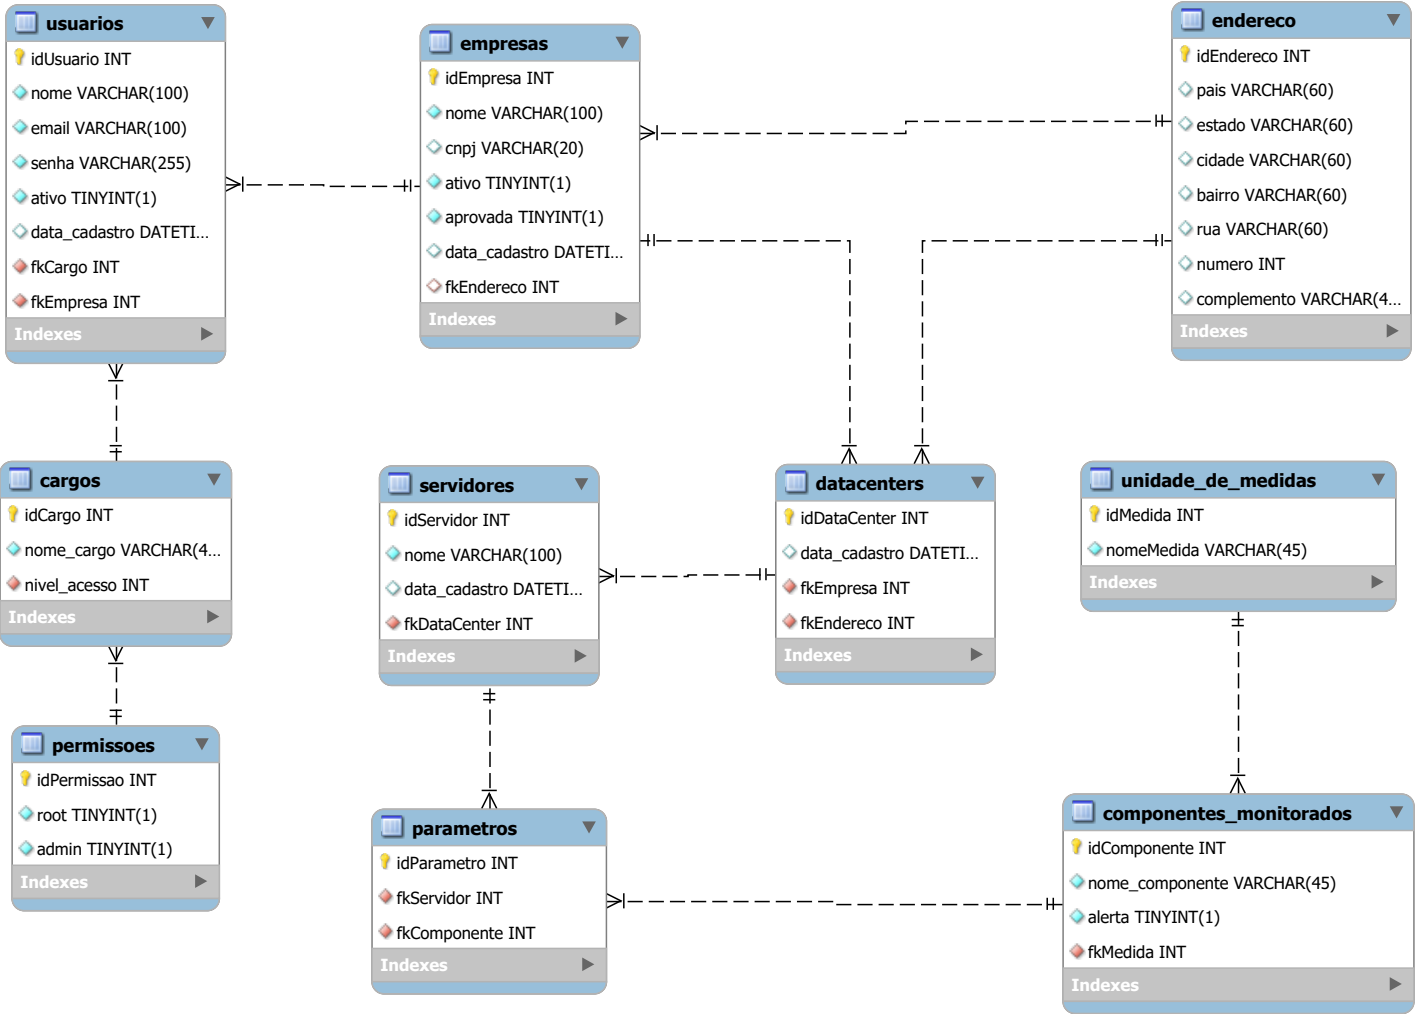 usuarios
idUsuario INT
nome VARCHAR(100)
email VARCHAR(100)
senha VARCHAR(255)
ativo TINYINT(1)
data_cadastro DATETI...
fkCargo INT
fkEmpresa INT
Indexes
empresas
idEmpresa INT
nome VARCHAR(100)
cnpj VARCHAR(20)
ativo TINYINT(1)
aprovada TINYINT(1)
data_cadastro DATETI...
fkEndereco INT
Indexes
endereco
idEndereco INT
pais VARCHAR(60)
estado VARCHAR(60)
cidade VARCHAR(60)
bairro VARCHAR(60)
rua VARCHAR(60)
numero INT
complemento VARCHAR(4...
Indexes
cargos
idCargo INT
nome_cargo VARCHAR(4...
nivel_acesso INT
Indexes
servidores
idServidor INT
nome VARCHAR(100)
data_cadastro DATETI...
fkDataCenter INT
Indexes
datacenters
idDataCenter INT
data_cadastro DATETI...
fkEmpresa INT
fkEndereco INT
Indexes
unidade_de_medidas
idMedida INT
nomeMedida VARCHAR(45)
Indexes
permissoes
idPermissao INT
root TINYINT(1)
admin TINYINT(1)
Indexes
parametros
idParametro INT
fkServidor INT
fkComponente INT
Indexes
componentes_monitorados
idComponente INT
nome_componente VARCHAR(45)
alerta TINYINT(1)
fkMedida INT
Indexes